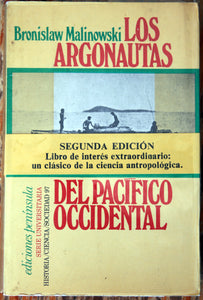 Bronislaw Malinowski LOS
ARGONAUTAS
SEGUNDA EDICIÓN
Libro de interés extraordinario:
un clásico de la ciencia antropológica.
DEL PACÍFICO
OCCIDENTAL
ediciones península
SERIE UNIVERSITARIA
HISTORIA/CIENCIA/SOCIEDAD 97